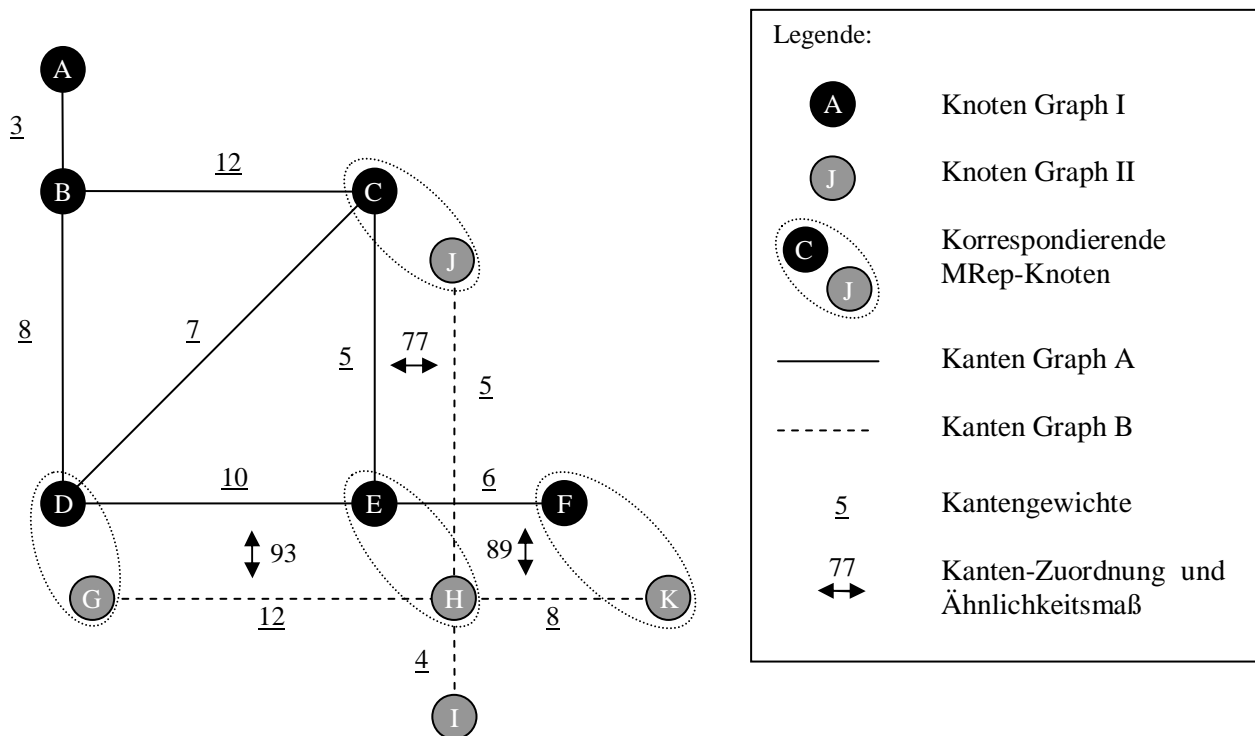 A
3
12
B
C
J
8
7
77
5
5
10
6
D
E
F
93
89
G
H
K
12
8
4
I
Legende:
A
Knoten Graph I
J
Knoten Graph II
C
J
Korrespondierende
MRep-Knoten
Kanten Graph A
Kanten Graph B
5
Kantengewichte
77
Kanten-Zuordnung und
Ähnlichkeitsmaß